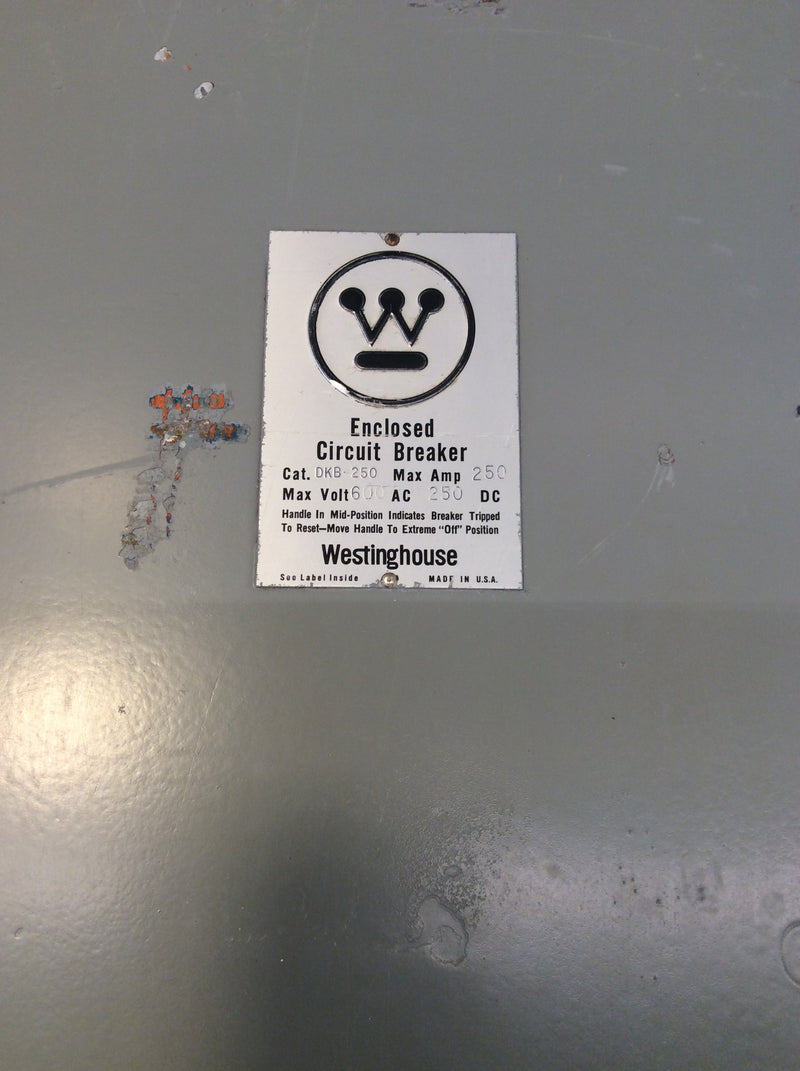 W
Enclosed
Circuit Breaker
Cat. DKB-250 Max Amp 250
Max Volt 600 AC 250 DC
Handle In Mid-Position Indicates Breaker Tripped
To Reset—Move Handle To Extreme "Off" Position
Westinghouse
See Label Inside MADE IN U.S.A.